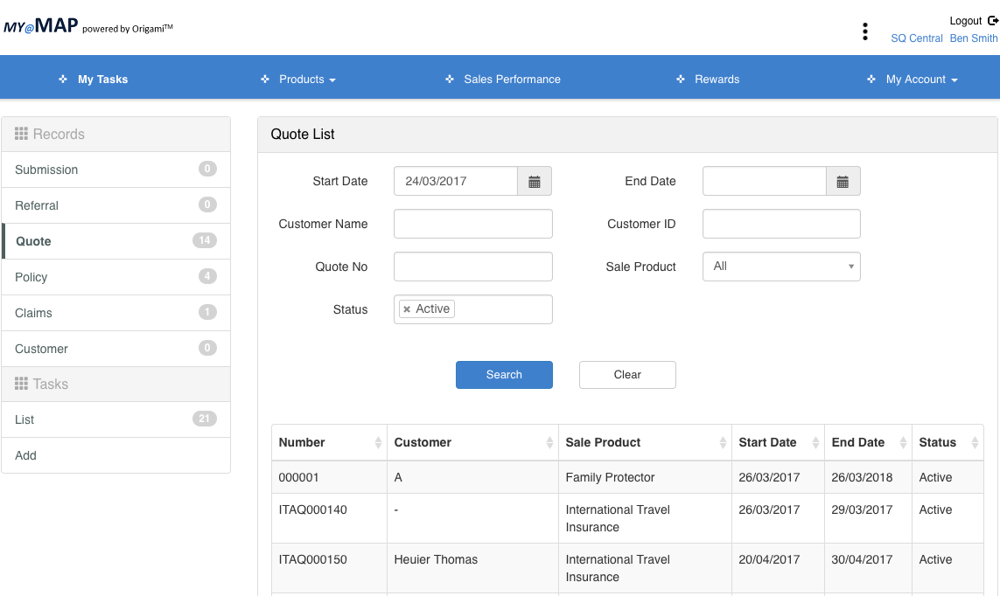 MY@MAP powered by Origami™
Logout
SQ Central Ben Smith
My Tasks Products Sales Performance Rewards My Account
Records
Submission 0
Referral 0
Quote 14
Policy 4
Claims 1
Customer 0
Tasks
List 21
Add
Quote List
Start Date 24/03/2017 End Date
Customer Name Customer ID
Quote No Sale Product All
Status × Active
Search Clear
Number Customer Sale Product Start Date End Date Status
000001 A Family Protector 26/03/2017 26/03/2018 Active
ITAQ000140 - International Travel 26/03/2017 29/03/2017 Active
Insurance
ITAQ000150 Heuier Thomas International Travel 20/04/2017 30/04/2017 Active
Insurance